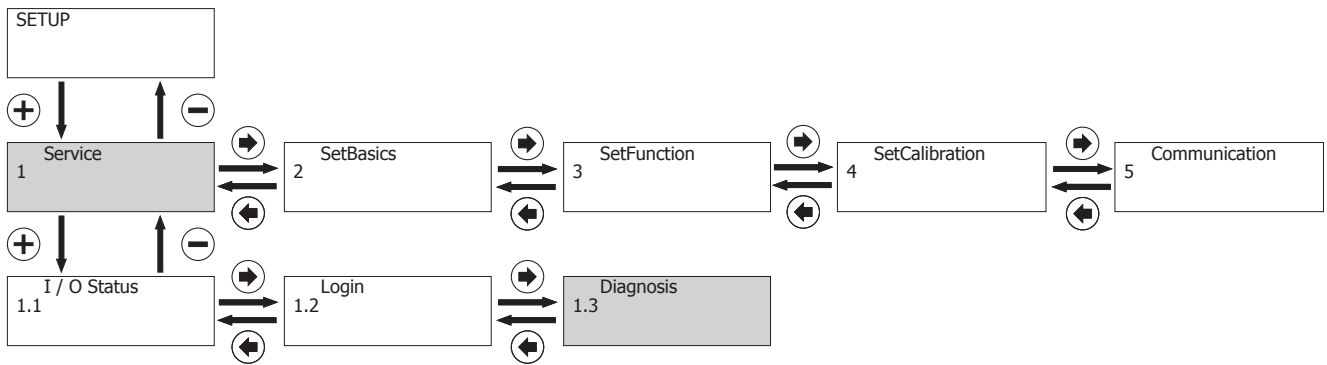 SETUP
Service
1
SetBasics
2
SetFunction
3
SetCalibration
4
Communication
5
I / O Status
1.1
Login
1.2
Diagnosis
1.3